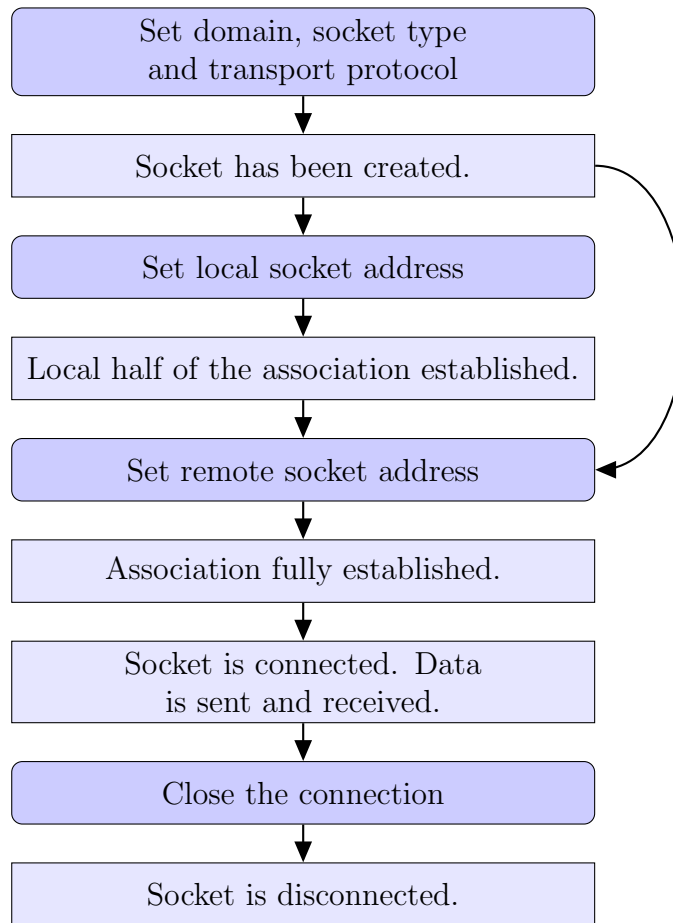 Set domain, socket type
and transport protocol
Socket has been created.
Set local socket address
Local half of the association established.
Set remote socket address
Association fully established.
Socket is connected. Data
is sent and received.
Close the connection
Socket is disconnected.